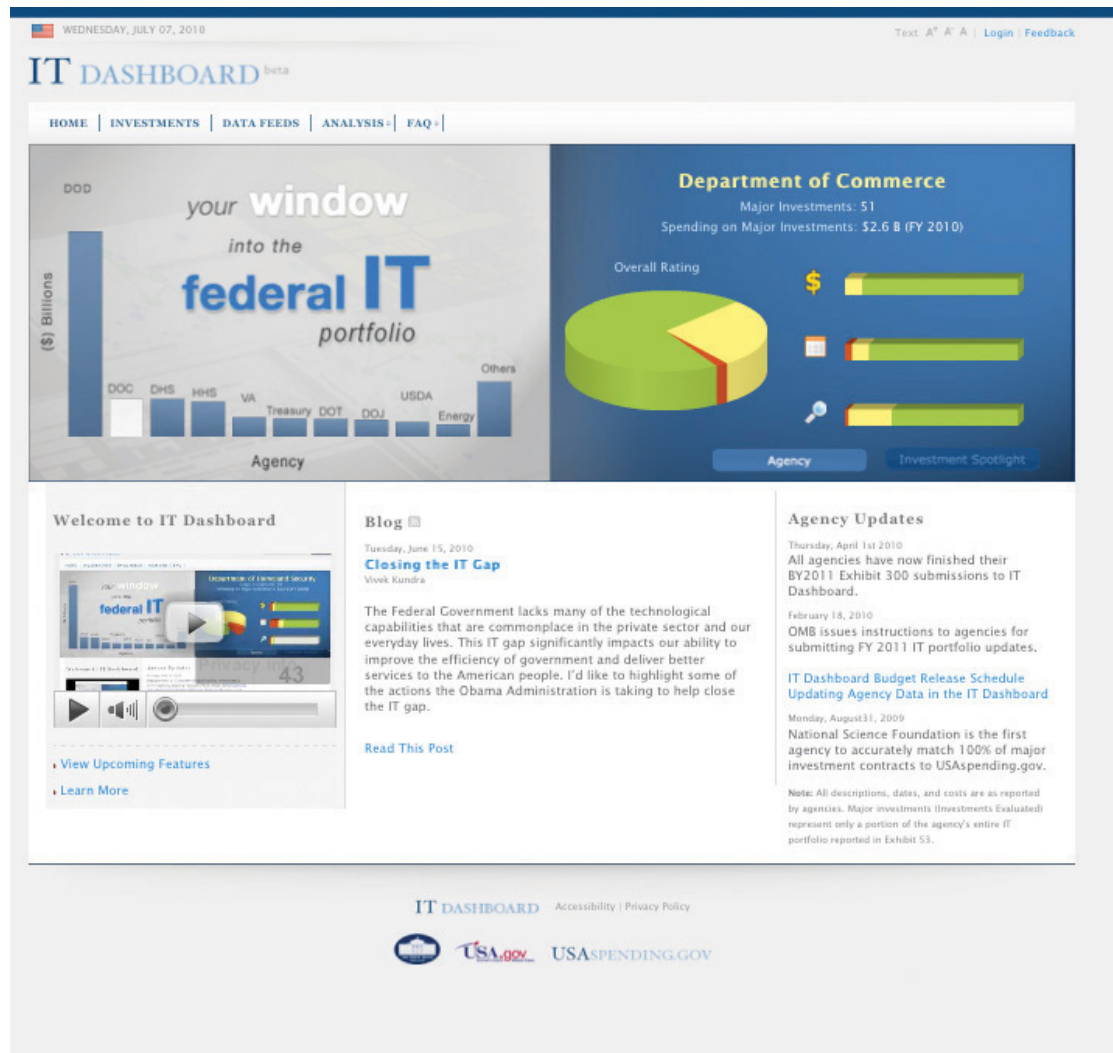 WEDNESDAY, JULY 07, 2010
Text A+ A- A | Login | Feedback
IT DASHBOARD beta
HOME | INVESTMENTS | DATA FEEDS | ANALYSIS | FAQ
your window
into the
federal IT
portfolio
($) Billions
DOD
DOC
DHS
HHS
VA
Treasury
DOT
DOJ
USDA
Energy
Others
Agency
Department of Commerce
Major Investments: 51
Spending on Major Investments: $2.6 B (FY 2010)
Overall Rating
$
Agency
Investment Spotlight
Welcome to IT Dashboard
your window
federal IT
Department of Homeland Security
43
View Upcoming Features
Learn More
Blog
Tuesday, June 15, 2010
Closing the IT Gap
Vivek Kundra
The Federal Government lacks many of the technological
capabilities that are commonplace in the private sector and our
everyday lives. This IT gap significantly impacts our ability to
improve the efficiency of government and deliver better
services to the American people. I'd like to highlight some of
the actions the Obama Administration is taking to help close
the IT gap.
Read This Post
Agency Updates
Thursday, April 1st 2010
All agencies have now finished their
BY2011 Exhibit 300 submissions to IT
Dashboard.
February 18, 2010
OMB issues instructions to agencies for
submitting FY 2011 IT portfolio updates.
IT Dashboard Budget Release Schedule
Updating Agency Data in the IT Dashboard
Monday, August31, 2009
National Science Foundation is the first
agency to accurately match 100% of major
investment contracts to USAspending.gov.
Note: All descriptions, dates, and costs are as reported
by agencies. Major investments (Investments Evaluated)
represent only a portion of the agency's entire IT
portfolio reported in Exhibit 53.
IT DASHBOARD Accessibility | Privacy Policy
USA.gov USASPENDING.GOV